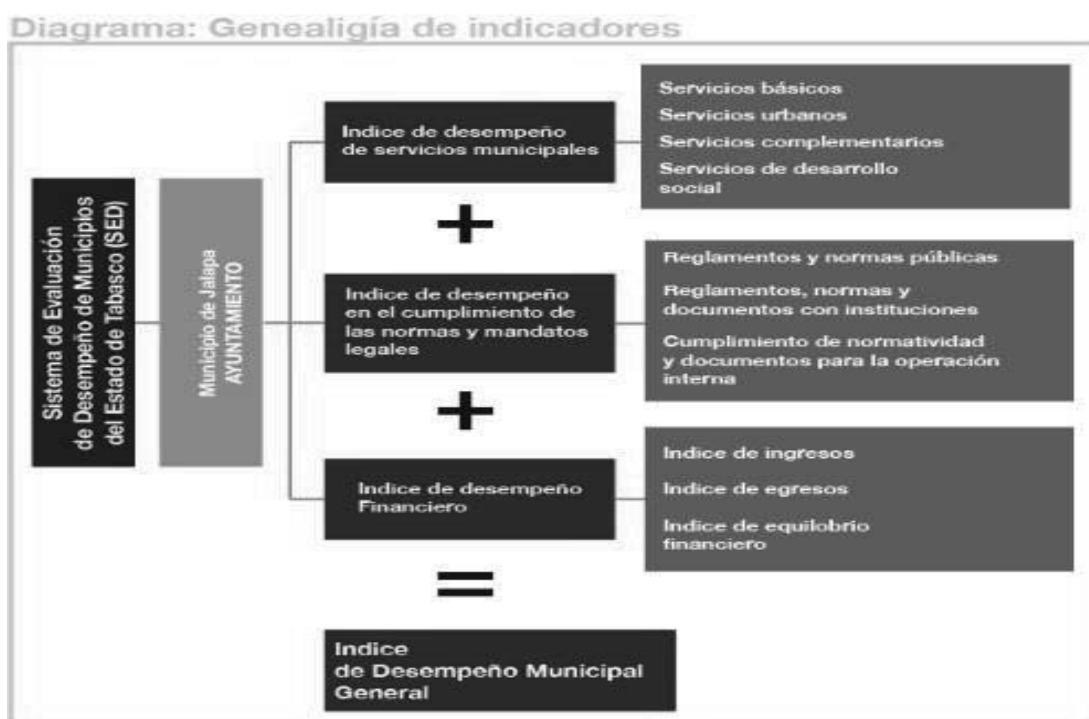 Diagrama: Genealigía de indicadores
Sistema de Evaluación
de Desempeño de Municipios
del Estado de Tabasco (SED)
Municipio de Jalapa
AYUNTAMIENTO
Indice de desempeño
de servicios municipales
Servicios básicos
Servicios urbanos
Servicios complementarios
Servicios de desarrollo
social
+
Indice de desempeño
en el cumplimiento de
las normas y mandatos
legales
Reglamentos y normas públicas
Reglamentos, normas y
documentos con instituciones
Cumplimiento de normatividad
y documentos para la operación
interna
+
Indice de desempeño
Financiero
Indice de ingresos
Indice de egresos
Indice de equilobrio
financiero
=
Indice
de Desempeño Municipal
General